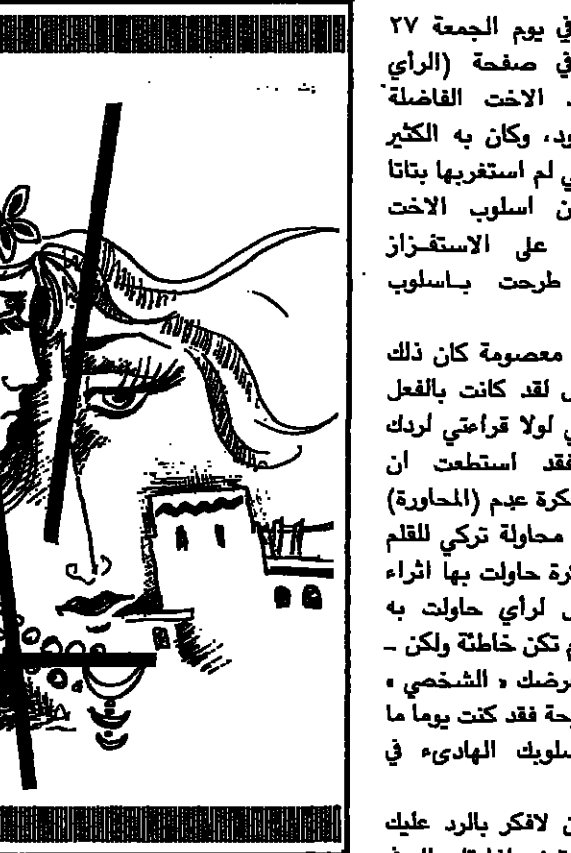 في يوم الجمعة ٢٧
في صفحة (الرأي
الاخت الفاضلة
ود، وكان به الكثير
ي لم استغربها بتاتا
ن اسلوب الاخت
على الاستفـزاز
طرحت بـاسلوب
معصومة كان ذلك
ل لقد كانت بالفعل
ي لولا قراءتي لردك
فقد استطعت ان
كرة عدم (المحاورة)
محاولة تركي للقلم
كرة حاولت بها اثراء
ل لرأي حاولت به
م تكن خاطئة ولكن ـ
رضك « الشخصي »
يحة فقد كنت يوما ما
سلوبك الهادىء في
ن لافكر بالرد عليك